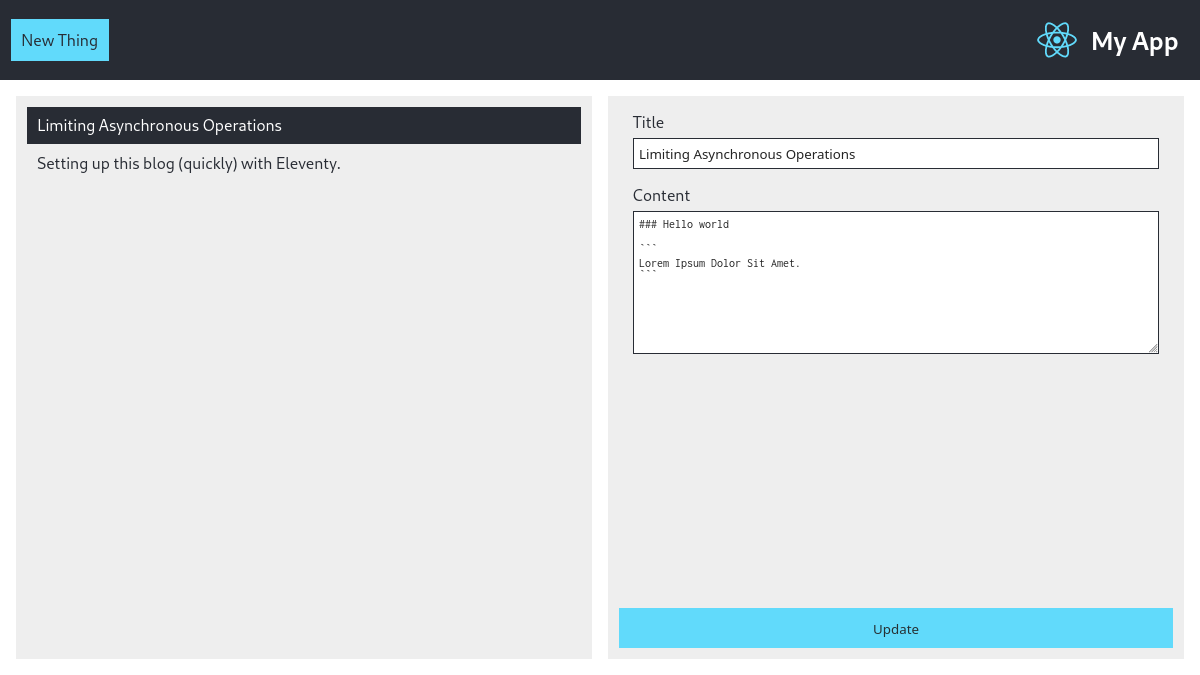 New Thing
My App
Limiting Asynchronous Operations
Setting up this blog (quickly) with Eleventy.
Title
Limiting Asynchronous Operations
Content
### Hello world
```
Lorem Ipsum Dolor Sit Amet.
```
Update